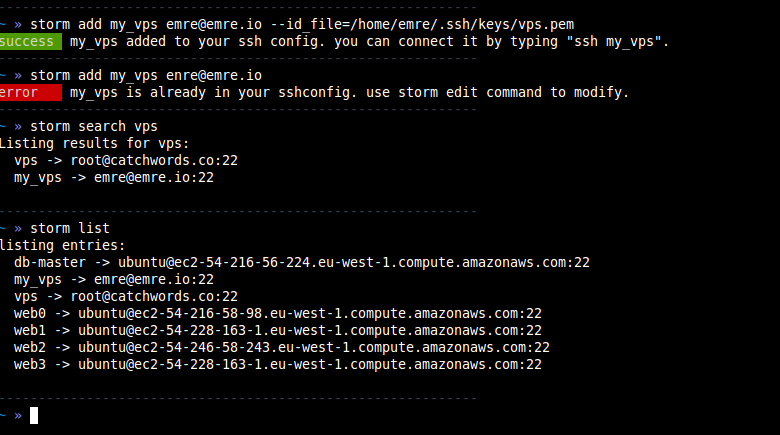 --------------------------------------------------------
~ » storm add my_vps emre@emre.io --id_file=/home/emre/.ssh/keys/vps.pem
success my_vps added to your ssh config. you can connect it by typing "ssh my_vps".
--------------------------------------------------------
~ » storm add my_vps enre@emre.io
error my_vps is already in your sshconfig. use storm edit command to modify.
--------------------------------------------------------
~ » storm search vps
Listing results for vps:
vps -> root@catchwords.co:22
my_vps -> emre@emre.io:22
--------------------------------------------------------
~ » storm list
listing entries:
db-master -> ubuntu@ec2-54-216-56-224.eu-west-1.compute.amazonaws.com:22
my_vps -> emre@emre.io:22
vps -> root@catchwords.co:22
web0 -> ubuntu@ec2-54-216-58-98.eu-west-1.compute.amazonaws.com:22
web1 -> ubuntu@ec2-54-228-163-1.eu-west-1.compute.amazonaws.com:22
web2 -> ubuntu@ec2-54-246-58-243.eu-west-1.compute.amazonaws.com:22
web3 -> ubuntu@ec2-54-228-163-1.eu-west-1.compute.amazonaws.com:22
--------------------------------------------------------
~ »